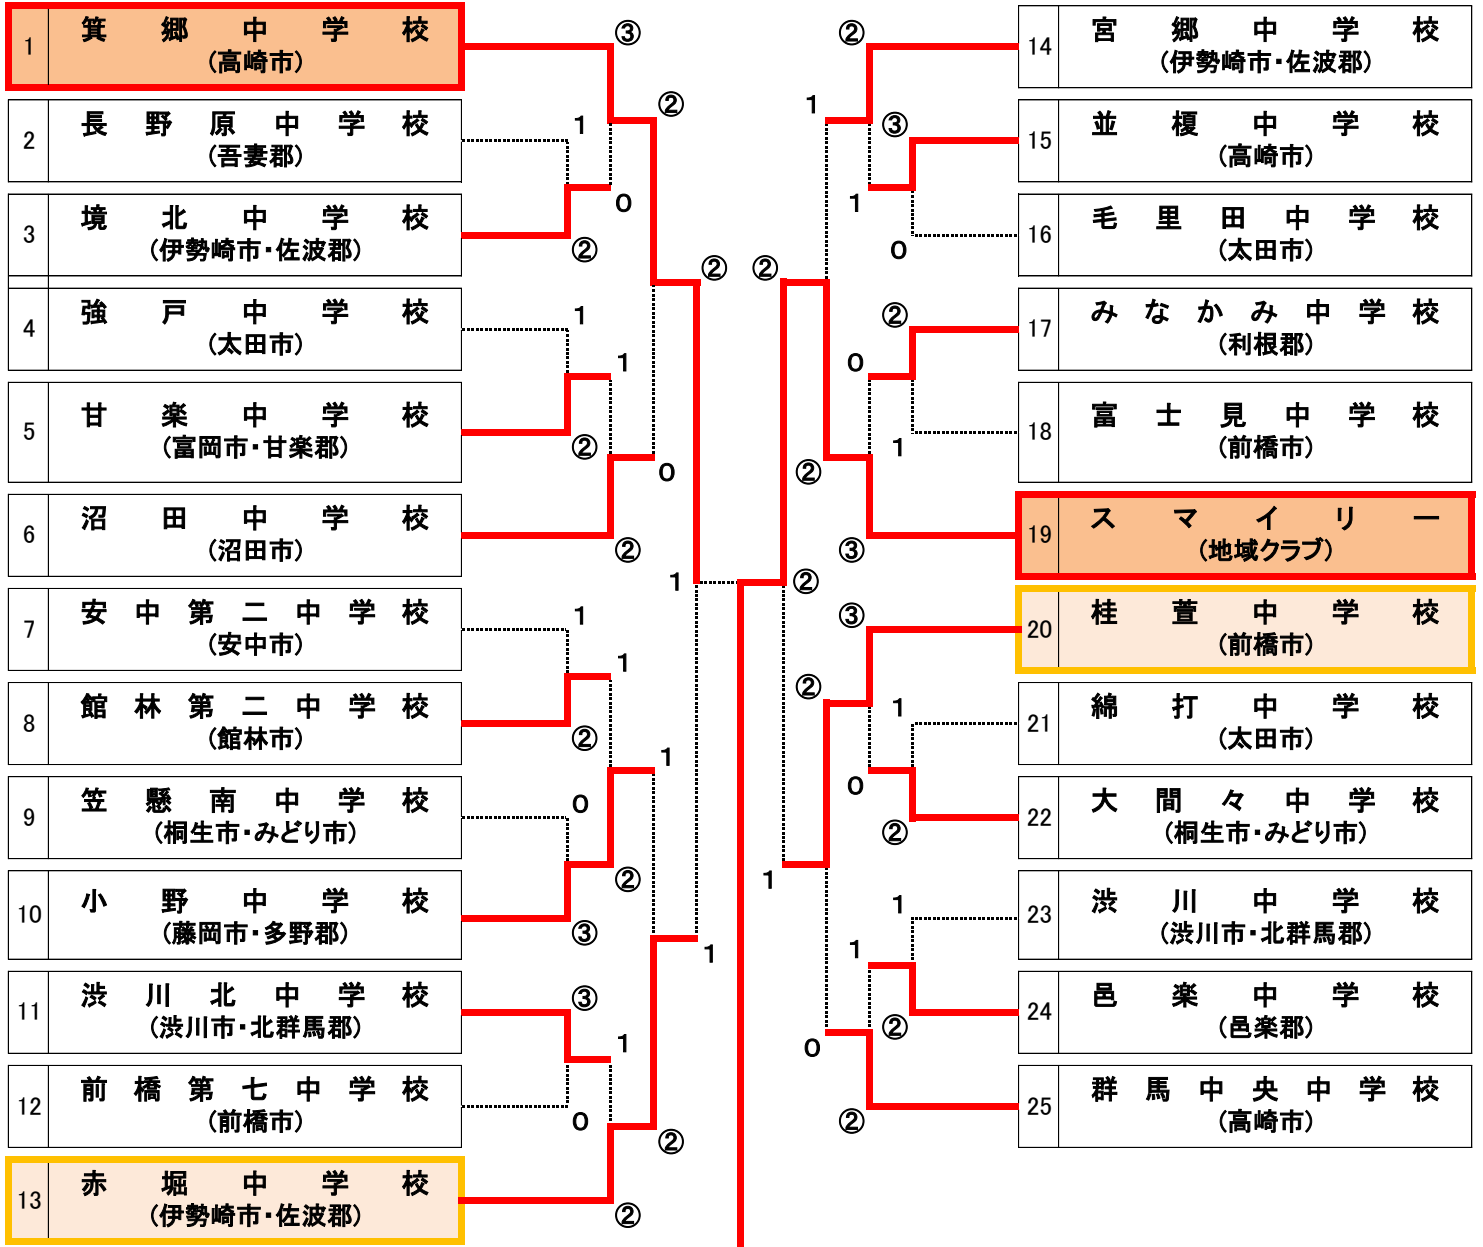 1 箕郷中学校
(高崎市)
2 長野原中学校
(吾妻郡)
3 境北中学校
(伊勢崎市・佐波郡)
4 強戸中学校
(太田市)
5 甘楽中学校
(富岡市・甘楽郡)
6 沼田中学校
(沼田市)
7 安中第二中学校
(安中市)
8 館林第二中学校
(館林市)
9 笠懸南中学校
(桐生市・みどり市)
10 小野中学校
(藤岡市・多野郡)
11 渋川北中学校
(渋川市・北群馬郡)
12 前橋第七中学校
(前橋市)
13 赤堀中学校
(伊勢崎市・佐波郡)
③
②
1
0
②
②
1
1
②
0
②
1
1
1
②
1
0
②
③
③
1
1
0
②
②
②
②
1
③
1
0
②
②
0
1
②
③
②
③
②
1
0
②
1
1
1
②
0
②
14 宮郷中学校
(伊勢崎市・佐波郡)
15 並榎中学校
(高崎市)
16 毛里田中学校
(太田市)
17 みなかみ中学校
(利根郡)
18 富士見中学校
(前橋市)
19 スマイリー
(地域クラブ)
20 桂萱中学校
(前橋市)
21 綿打中学校
(太田市)
22 大間々中学校
(桐生市・みどり市)
23 渋川中学校
(渋川市・北群馬郡)
24 邑楽中学校
(邑楽郡)
25 群馬中央中学校
(高崎市)